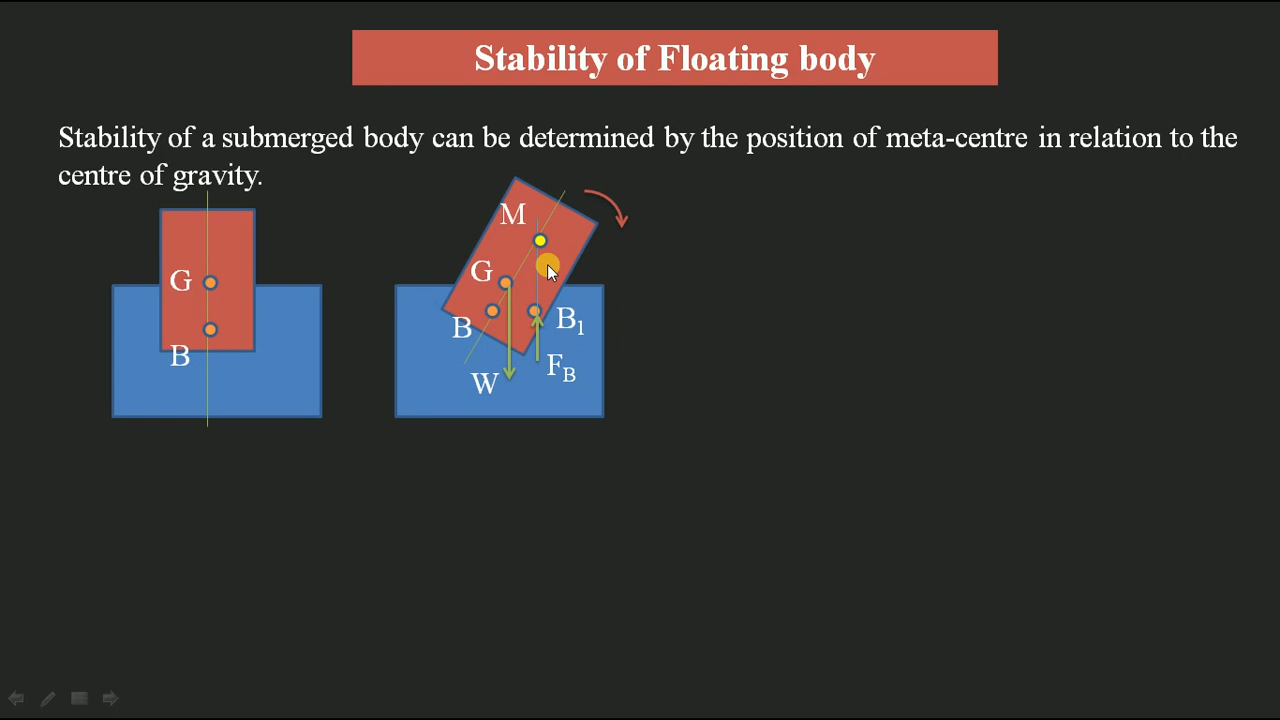 Stability of Floating body
Stability of a submerged body can be determined by the position of meta-centre in relation to the
centre of gravity.
G
B
M
G
B
B₁
W
F_B